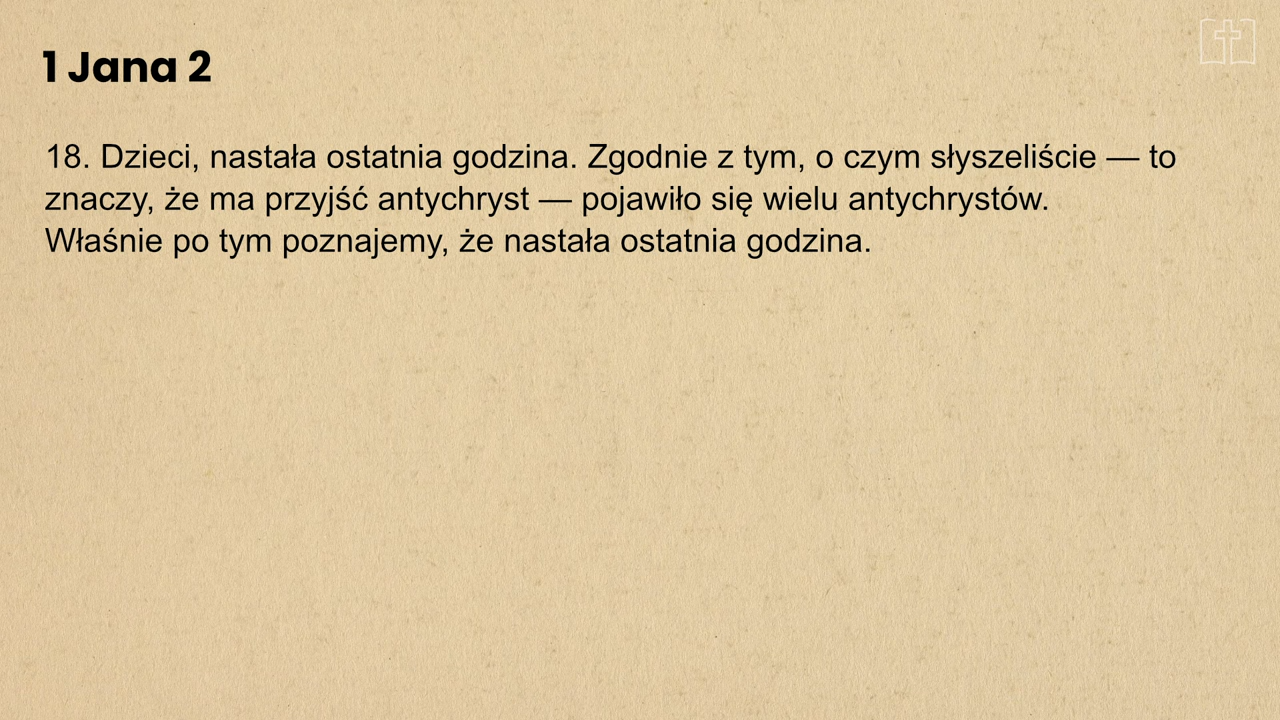 1 Jana 2
18. Dzieci, nastała ostatnia godzina. Zgodnie z tym, o czym słyszeliście — to
znaczy, że ma przyjść antychryst — pojawiło się wielu antychrystów.
Właśnie po tym poznajemy, że nastała ostatnia godzina.